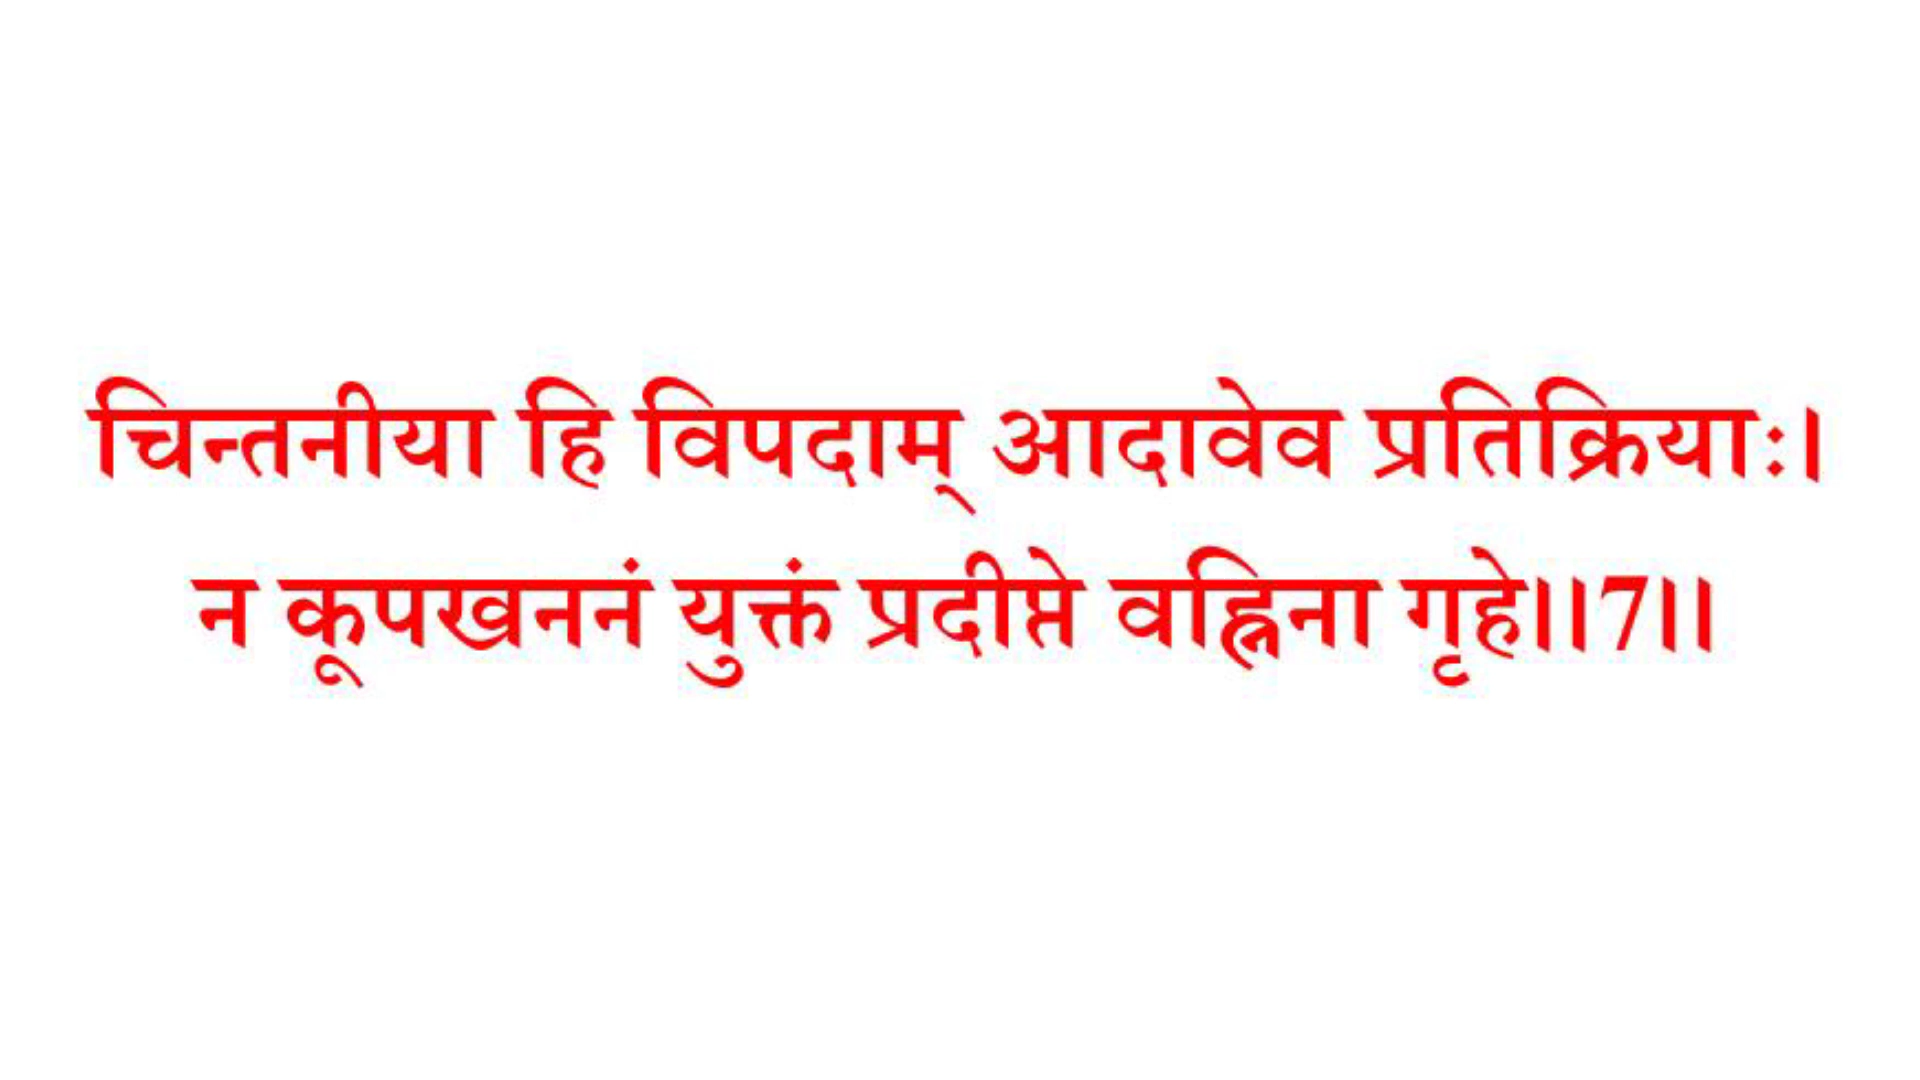 चिन्तनीया हि विपदाम् आदावेव प्रतिक्रियाः।
न कूपखननं युक्तं प्रदीप्ते वह्निना गृहे।।7।।